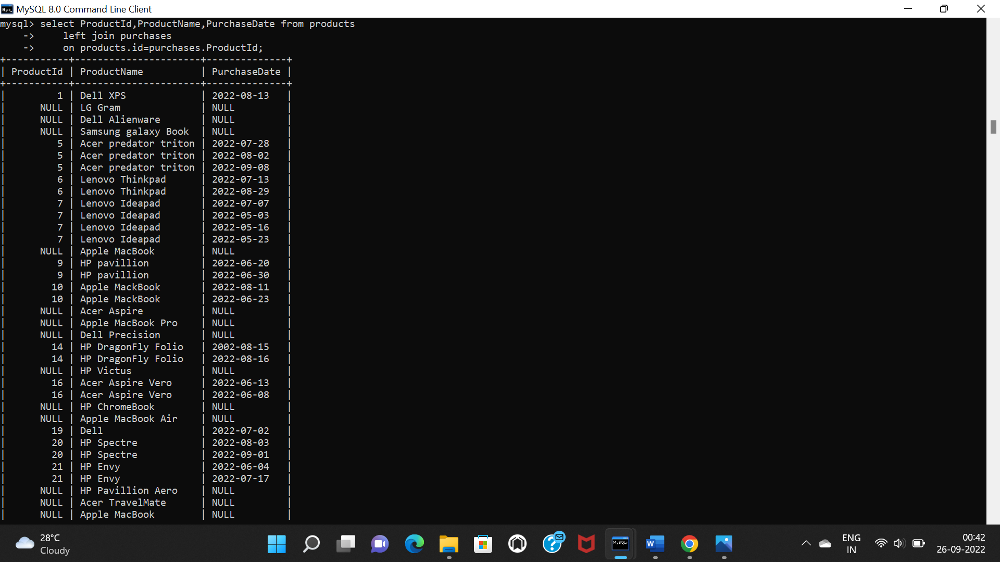 MySQL 8.0 Command Line Client
mysql> select ProductId,ProductName,PurchaseDate from products
    ->     left join purchases
    ->     on products.id=purchases.ProductId;
+-----------+----------------------+--------------+
| ProductId | ProductName          | PurchaseDate |
+-----------+----------------------+--------------+
|         1 | Dell XPS             | 2022-08-13   |
|      NULL | LG Gram              | NULL         |
|      NULL | Dell Alienware       | NULL         |
|      NULL | Samsung galaxy Book  | NULL         |
|         5 | Acer predator triton | 2022-07-28   |
|         5 | Acer predator triton | 2022-08-02   |
|         5 | Acer predator triton | 2022-09-08   |
|         6 | Lenovo Thinkpad      | 2022-07-13   |
|         6 | Lenovo Thinkpad      | 2022-08-29   |
|         7 | Lenovo Ideapad       | 2022-07-07   |
|         7 | Lenovo Ideapad       | 2022-05-03   |
|         7 | Lenovo Ideapad       | 2022-05-16   |
|         7 | Lenovo Ideapad       | 2022-05-23   |
|      NULL | Apple MacBook        | NULL         |
|         9 | HP pavillion         | 2022-06-20   |
|         9 | HP pavillion         | 2022-06-30   |
|        10 | Apple MackBook       | 2022-08-11   |
|        10 | Apple MackBook       | 2022-06-23   |
|      NULL | Acer Aspire          | NULL         |
|      NULL | Apple MacBook Pro    | NULL         |
|      NULL | Dell Precision       | NULL         |
|        14 | HP DragonFly Folio   | 2002-08-15   |
|        14 | HP DragonFly Folio   | 2022-08-16   |
|      NULL | HP Victus            | NULL         |
|        16 | Acer Aspire Vero     | 2022-06-13   |
|        16 | Acer Aspire Vero     | 2022-06-08   |
|      NULL | HP ChromeBook        | NULL         |
|      NULL | Apple MacBook Air    | NULL         |
|        19 | Dell                 | 2022-07-02   |
|        20 | HP Spectre           | 2022-08-03   |
|        20 | HP Spectre           | 2022-09-01   |
|        21 | HP Envy              | 2022-06-04   |
|        21 | HP Envy              | 2022-07-17   |
|      NULL | HP Pavillion Aero    | NULL         |
|      NULL | Acer TravelMate      | NULL         |
|      NULL | Apple MacBook        | NULL         |
28°C
Cloudy
MySQL>
W
ENG
IN
00:42
26-09-2022